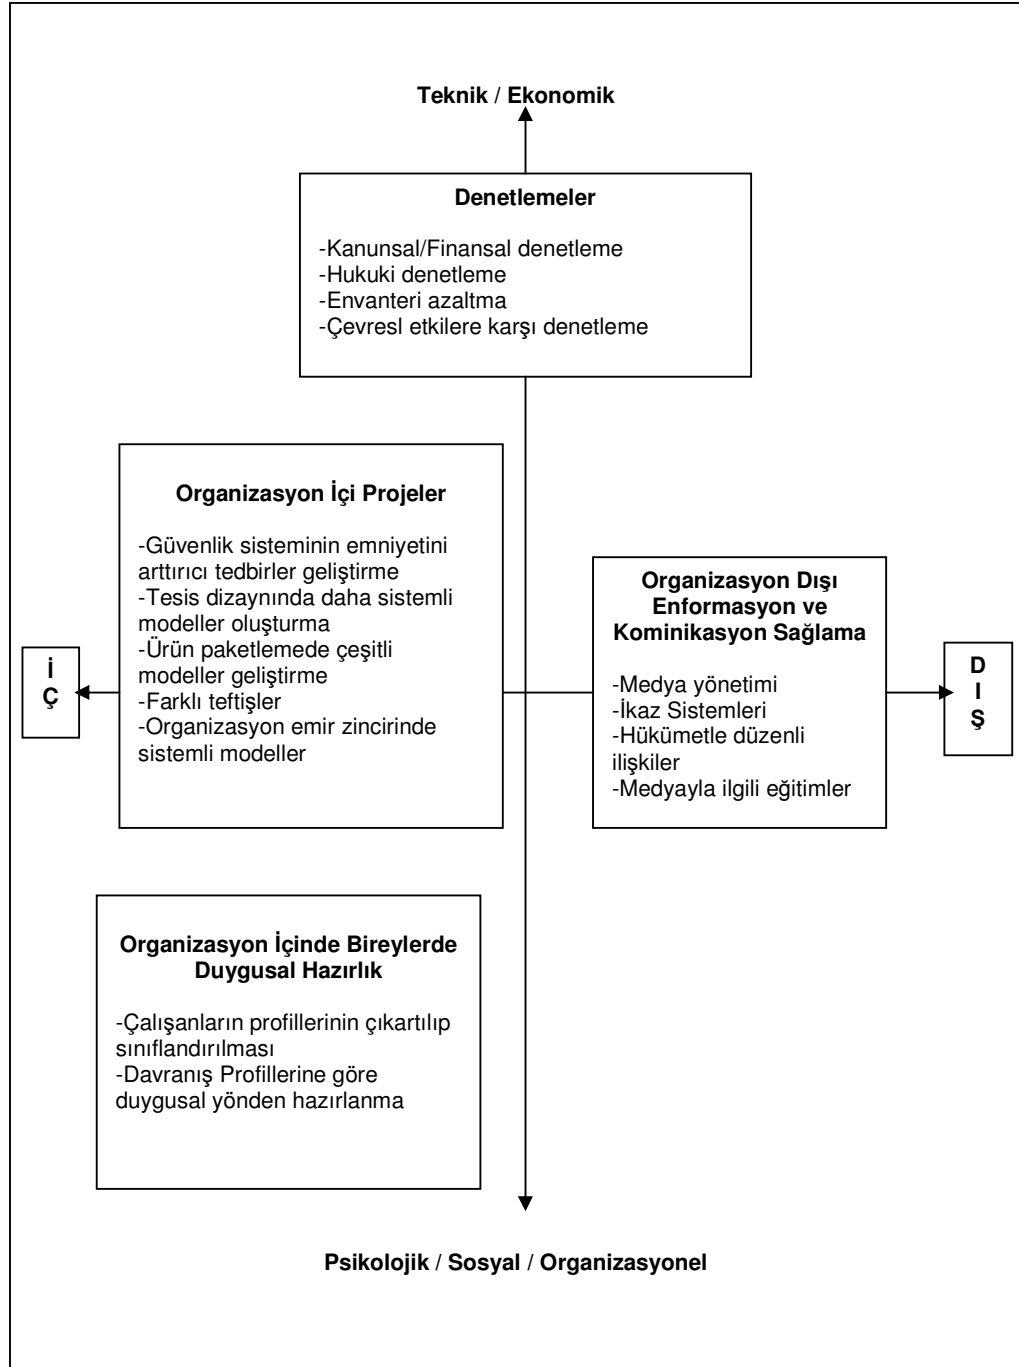 Teknik / Ekonomik
Denetlemeler
-Kanunsal/Finansal denetleme
-Hukuki denetleme
-Envanteri azaltma
-Çevresl etkilere karşı denetleme
Organizasyon İçi Projeler
-Güvenlik sisteminin emniyetini
arttırıcı tedbirler geliştirme
-Tesis dizaynında daha sistemli
modeller oluşturma
-Ürün paketlemede çeşitli
modeller geliştirme
-Farklı teftişler
-Organizasyon emir zincirinde
sistemli modeller
Organizasyon Dışı
Enformasyon ve
Kominikasyon Sağlama
-Medya yönetimi
-İkaz Sistemleri
-Hükümetle düzenli
ilişkiler
-Medyayla ilgili eğitimler
İ
Ç
D
I
Ş
Organizasyon İçinde Bireylerde
Duygusal Hazırlık
-Çalışanların profillerinin çıkartılıp
sınıflandırılması
-Davranış Profillerine göre
duygusal yönden hazırlanma
Psikolojik / Sosyal / Organizasyonel